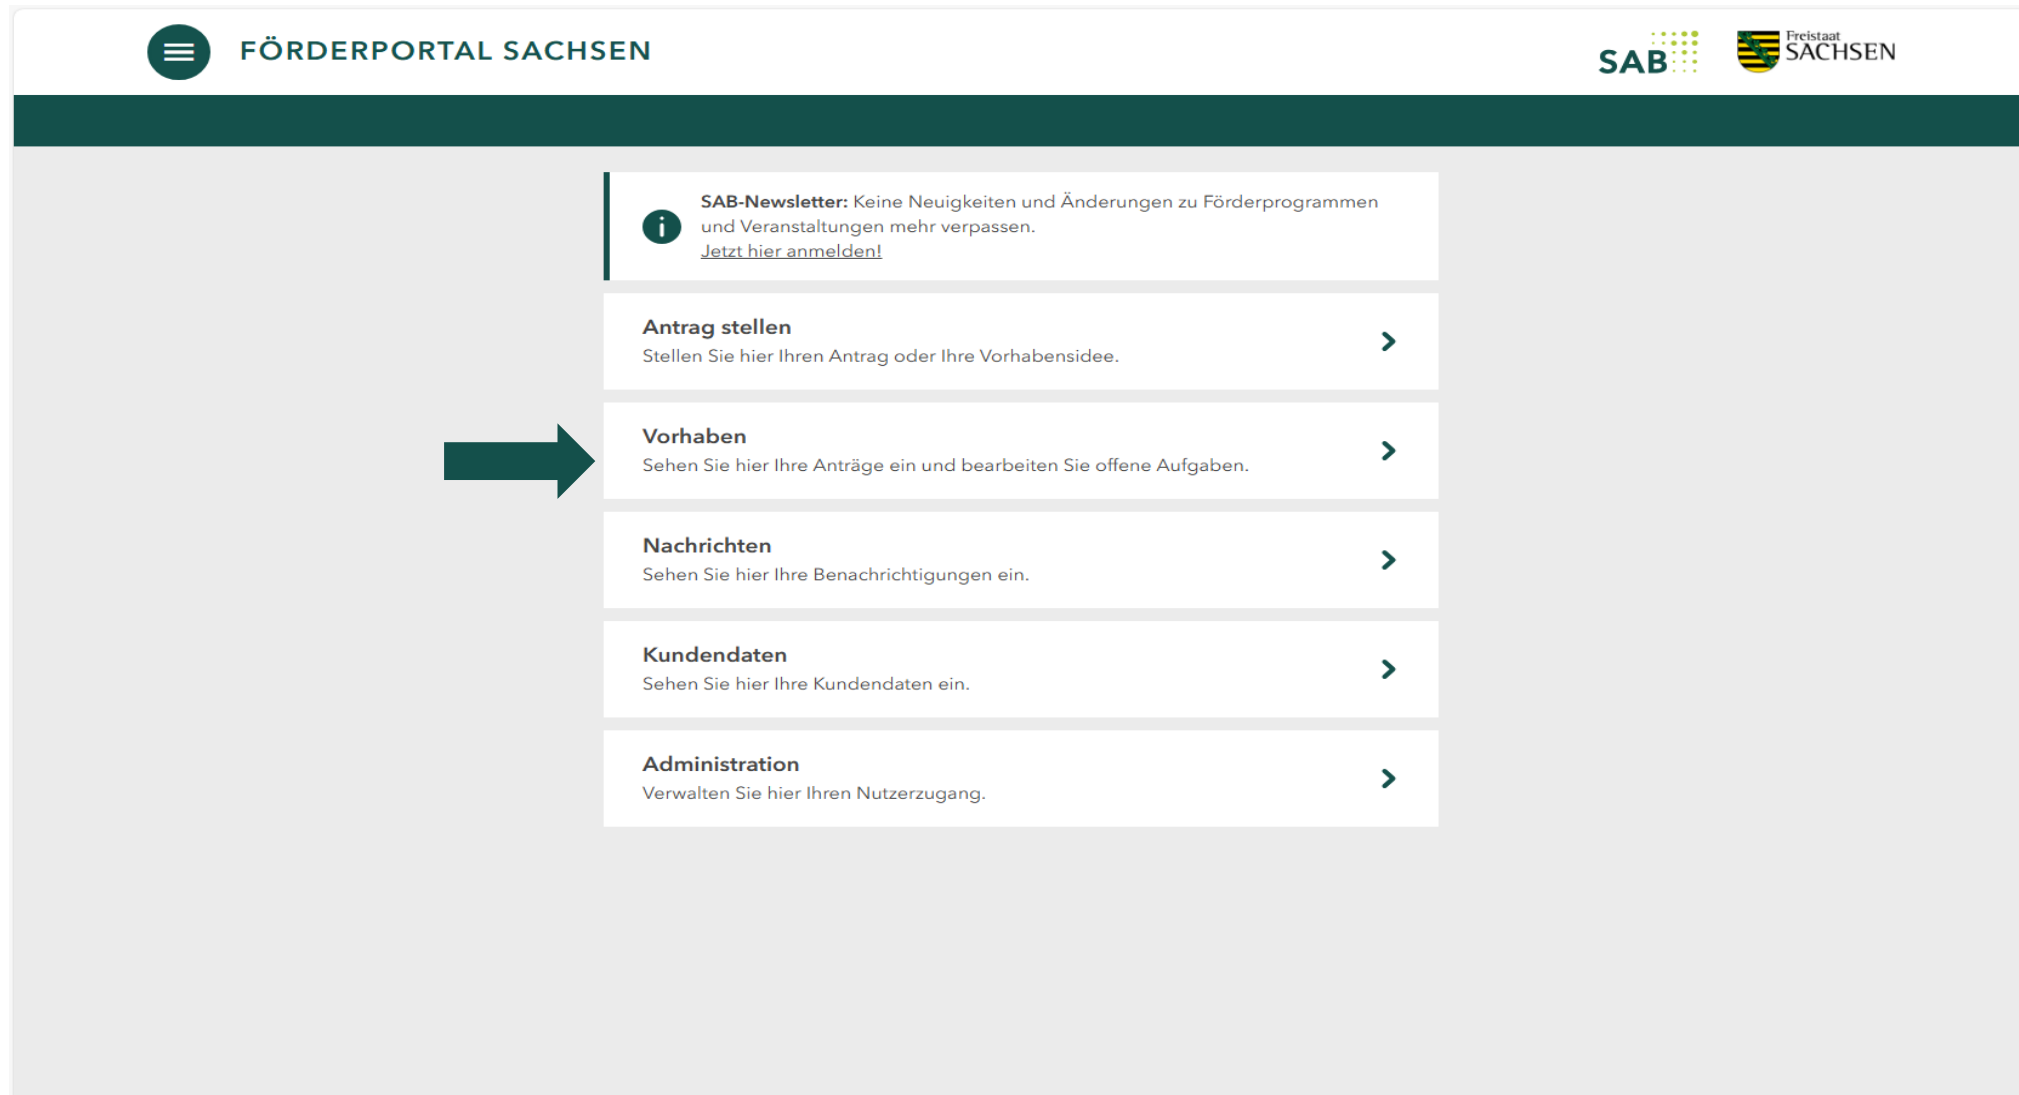 FÖRDERPORTAL SACHSEN
SAB
Freistaat
SACHSEN
SAB-Newsletter: Keine Neuigkeiten und Änderungen zu Förderprogrammen
und Veranstaltungen mehr verpassen.
Jetzt hier anmelden!
Antrag stellen
Stellen Sie hier Ihren Antrag oder Ihre Vorhabensidee.
Vorhaben
Sehen Sie hier Ihre Anträge ein und bearbeiten Sie offene Aufgaben.
Nachrichten
Sehen Sie hier Ihre Benachrichtigungen ein.
Kundendaten
Sehen Sie hier Ihre Kundendaten ein.
Administration
Verwalten Sie hier Ihren Nutzerzugang.